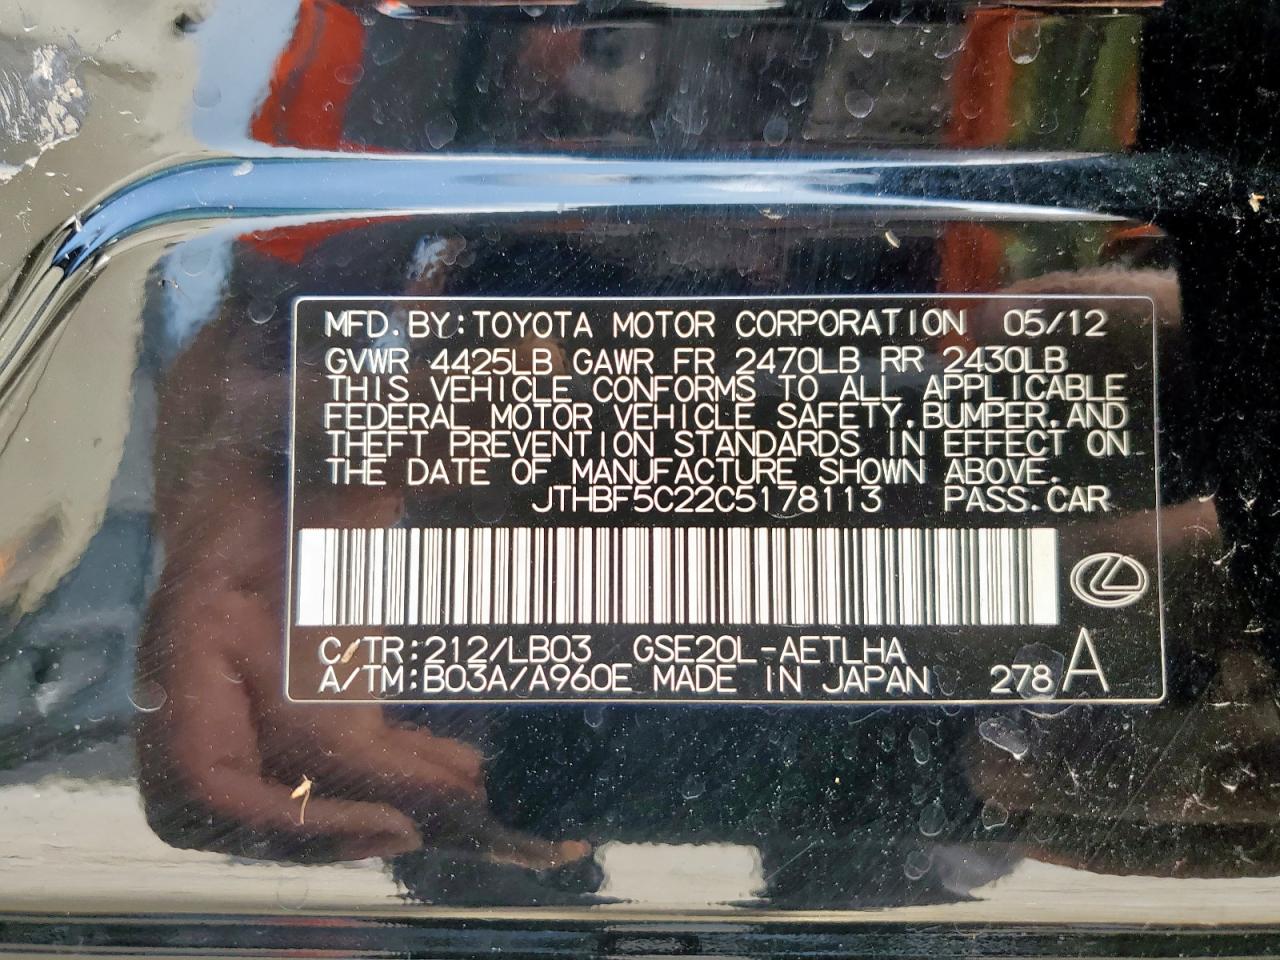 MFD.BY:TOYOTA MOTOR CORPORATION 05/12
GVWR 4425LB GAWR FR 2470LB RR 2430LB
THIS VEHICLE CONFORMS TO ALL APPLICABLE
FEDERAL MOTOR VEHICLE SAFETY.BUMPER.AND
THEFT PREVENTION STANDARDS IN EFFECT ON
THE DATE OF MANUFACTURE SHOWN ABOVE.
JTHBF5C22C5178113 PASS.CAR
C/TR:212/LB03 GSE20L-AETLHA
A/TM:B03A/A960E MADE IN JAPAN 278 A